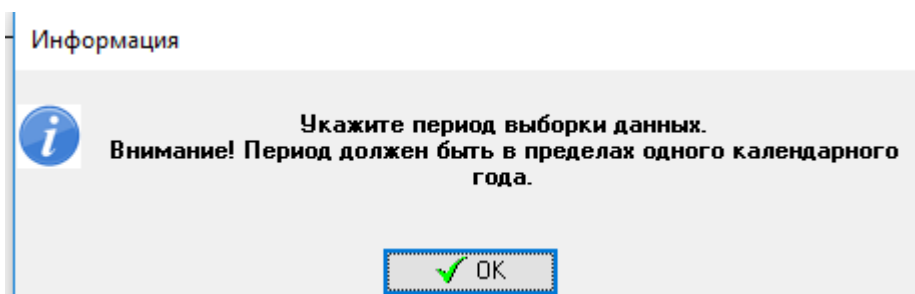 Информация
Укажите период выборки данных.
Внимание! Период должен быть в пределах одного календарного
года.
OK